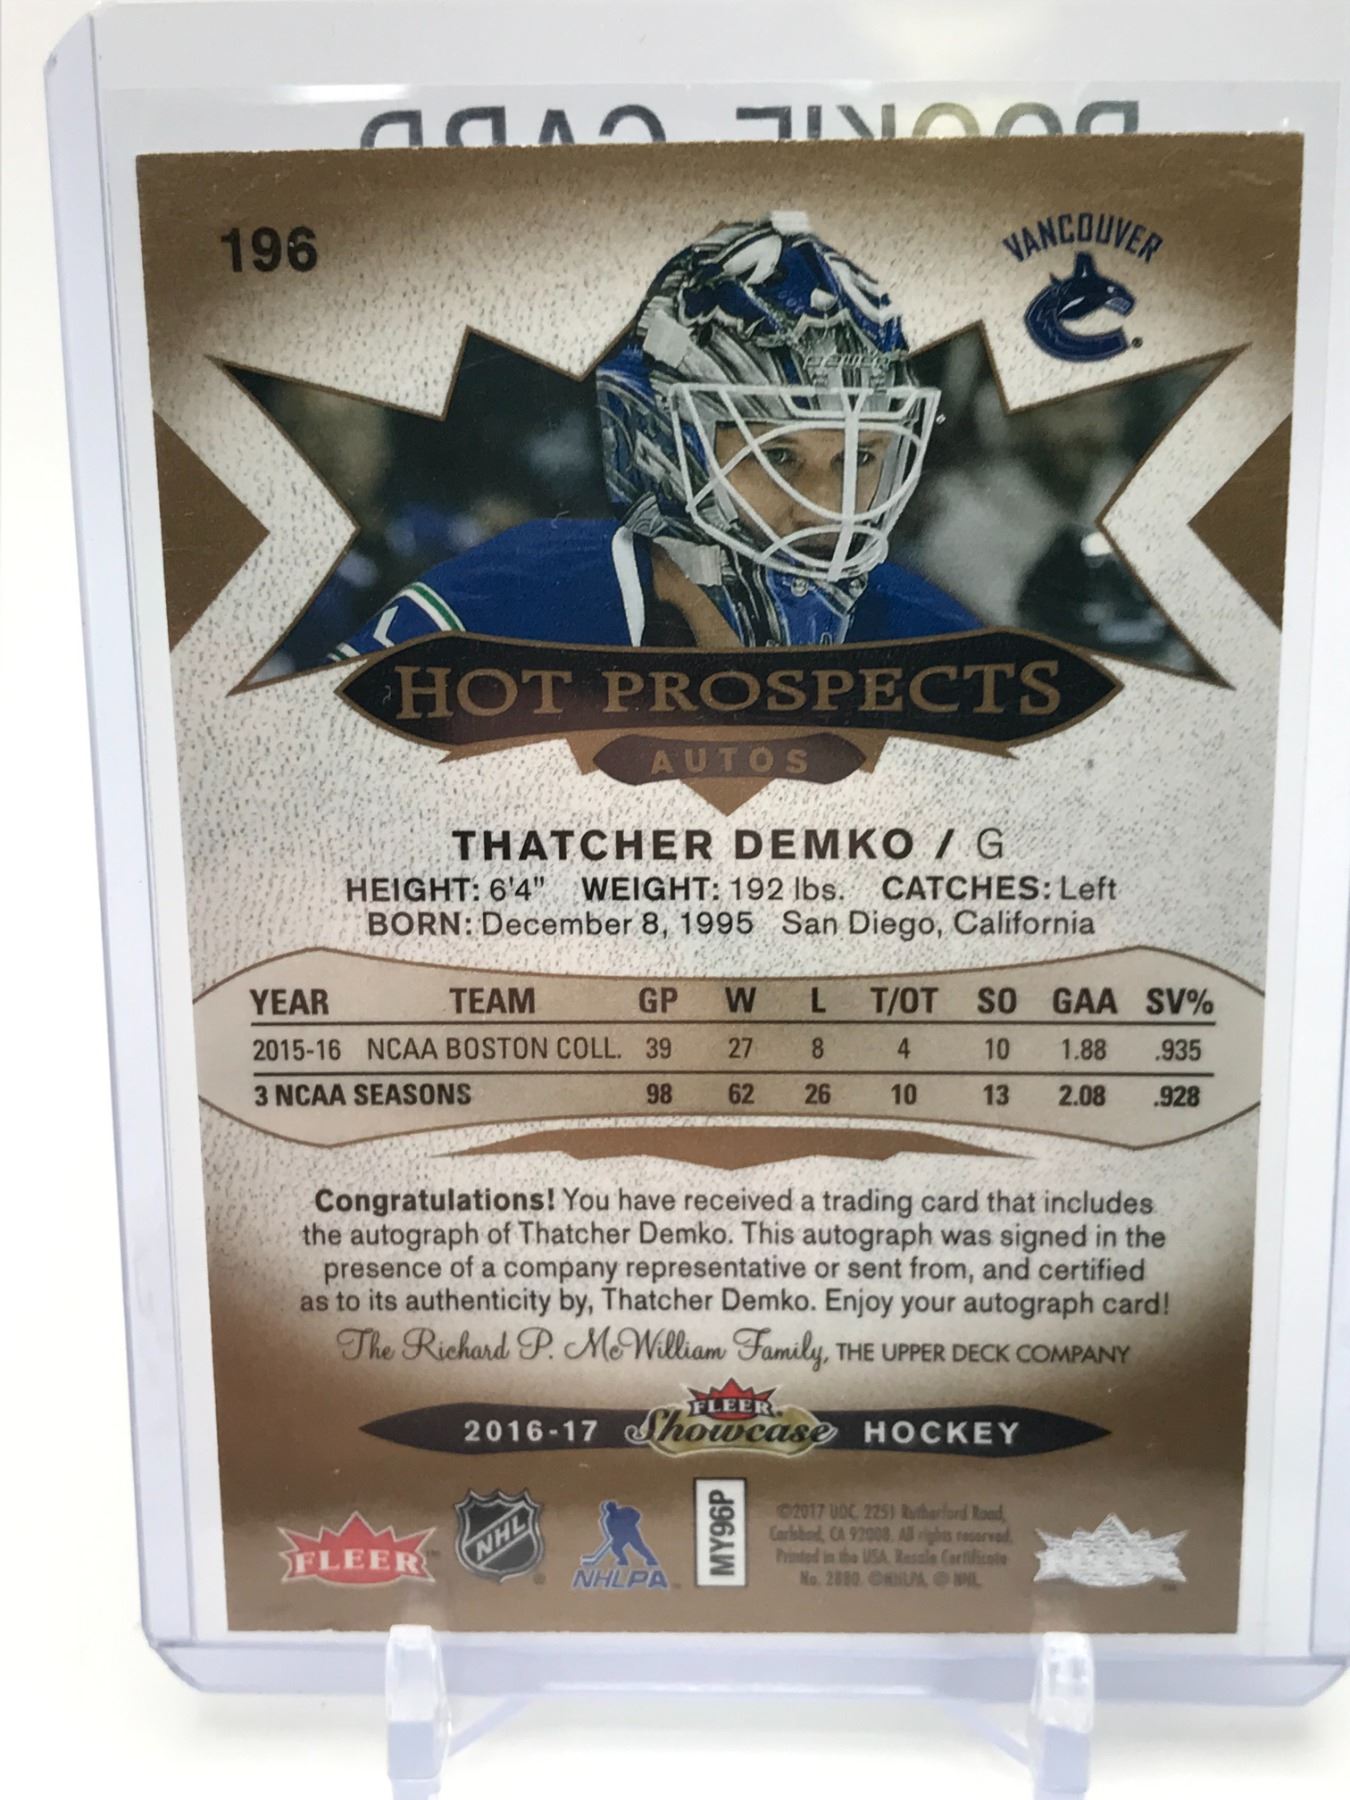 ROOKIE CARD
196
VANCOUVER
HOT PROSPECTS
AUTOS
THATCHER DEMKO / G
HEIGHT: 6'4" WEIGHT: 192 lbs. CATCHES: Left
BORN: December 8, 1995 San Diego, California
YEAR TEAM GP W L T/OT SO GAA SV%
2015-16 NCAA BOSTON COLL. 39 27 8 4 10 1.88 .935
3 NCAA SEASONS 98 62 26 10 13 2.08 .928
Congratulations! You have received a trading card that includes
the autograph of Thatcher Demko. This autograph was signed in the
presence of a company representative or sent from, and certified
as to its authenticity by, Thatcher Demko. Enjoy your autograph card!
The Richard P. McWilliam Family, THE UPPER DECK COMPANY
2016-17 FLEER Showcase HOCKEY
FLEER
NHL
NHLPA
MY96P
©2017 UDC, 2251 Rutherford Road,
Carlsbad, CA 92008. All rights reserved.
Printed in the USA. Resale Certificate
No. 2880. ©NHLPA. © NHL.